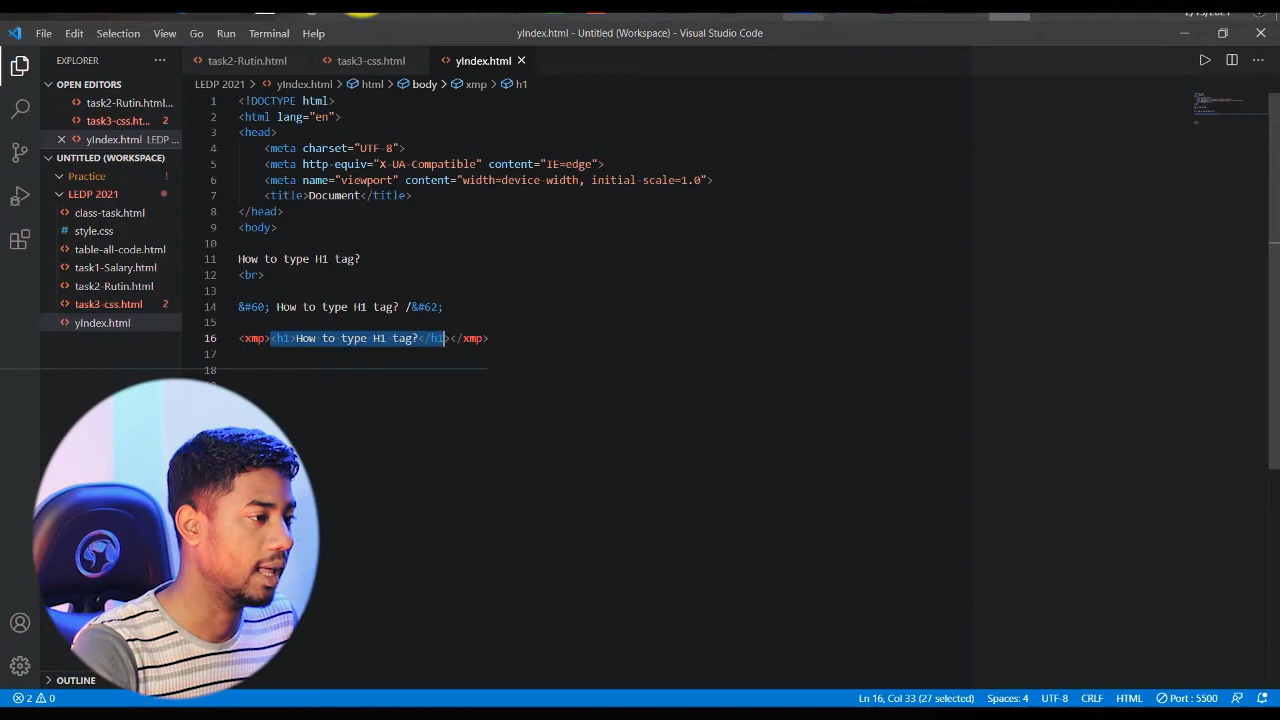 File Edit Selection View Go Run Terminal Help
yIndex.html - Untitled (Workspace) - Visual Studio Code
EXPLORER
OPEN EDITORS
task2-Rutin.html...
task3-css.ht... 2
yIndex.html LEDP ...
UNTITLED (WORKSPACE)
Practice !
LEDP 2021
class-task.html
style.css
table-all-code.html
task1-Salary.html
task2-Rutin.html
task3-css.html 2
yIndex.html
OUTLINE
task2-Rutin.html task3-css.html yIndex.html
LEDP 2021 > yIndex.html > html > body > xmp > h1
1 <!DOCTYPE html>
2 <html lang="en">
3 <head>
4 <meta charset="UTF-8">
5 <meta http-equiv="X-UA-Compatible" content="IE=edge">
6 <meta name="viewport" content="width=device-width, initial-scale=1.0">
7 <title>Document</title>
8 </head>
9 <body>
10
11 How to type H1 tag?
12 <br>
13
14 &#60; How to type H1 tag? /&#62;
15
16 <xmp><h1>How to type H1 tag?</h1></xmp>
17
18
2 0 Ln 16, Col 33 (27 selected) Spaces: 4 UTF-8 CRLF HTML Port : 5500